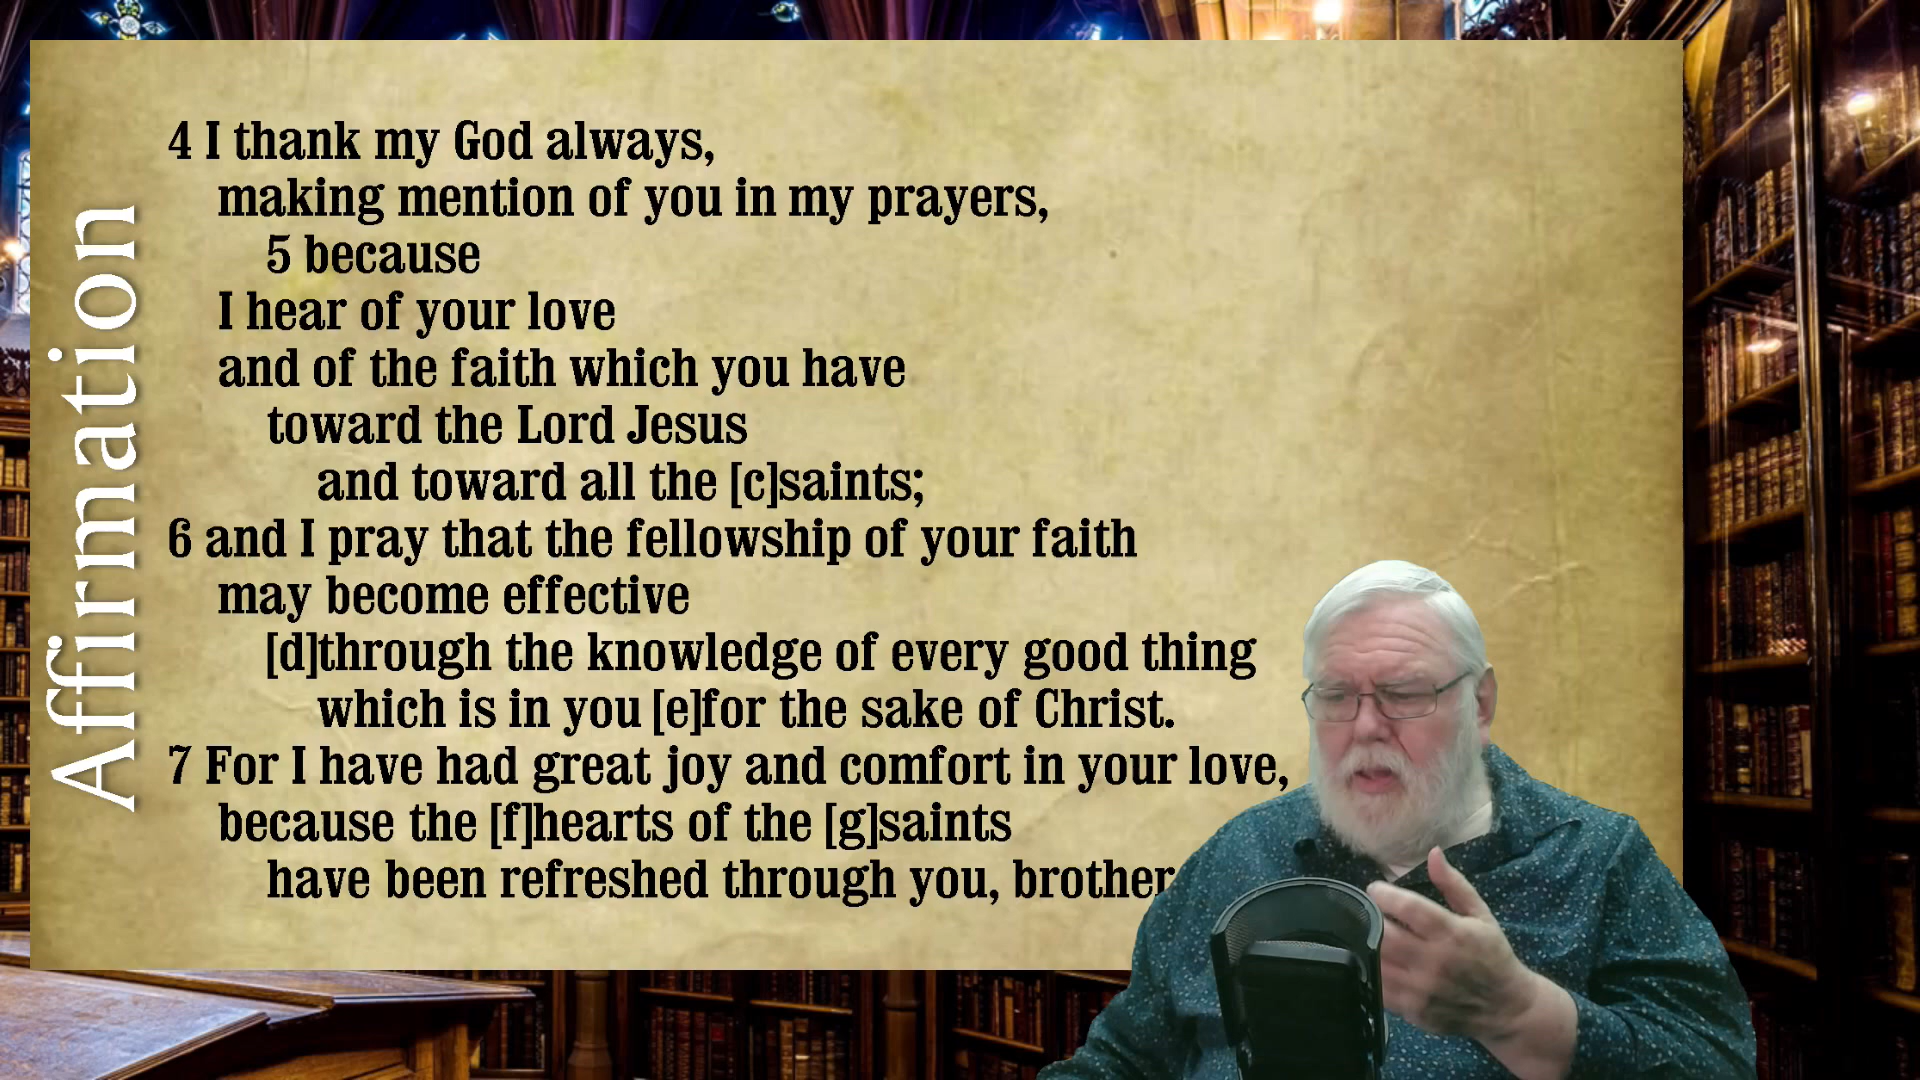 Affirmation
4 I thank my God always,
making mention of you in my prayers,
5 because
I hear of your love
and of the faith which you have
toward the Lord Jesus
and toward all the [c]saints;
6 and I pray that the fellowship of your faith
may become effective
[d]through the knowledge of every good thing
which is in you [e]for the sake of Christ.
7 For I have had great joy and comfort in your love,
because the [f]hearts of the [g]saints
have been refreshed through you, brother